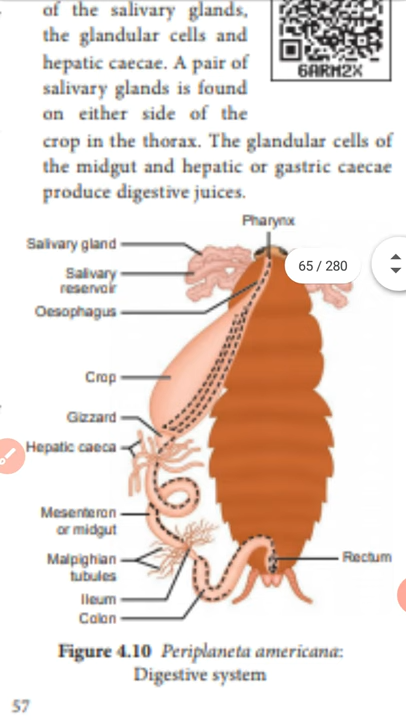 of the salivary glands,
the glandular cells and
hepatic caecae. A pair of
salivary glands is found
on either side of the
6ARM2X
crop in the thorax. The glandular cells of
the midgut and hepatic or gastric caecae
produce digestive juices.
Pharynx
Salivary gland
Salivary
reservoir
65 / 280
Oesophagus
Crop
Gizzard
Hepatic caeca
Mesenteron
or midgut
Malpighian
tubules
Rectum
Ileum
Colon
Figure 4.10 Periplaneta americana:
Digestive system
57